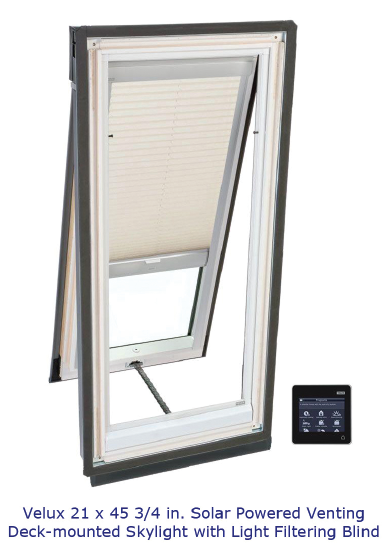 Velux 21 x 45 3/4 in. Solar Powered Venting
Deck-mounted Skylight with Light Filtering Blind